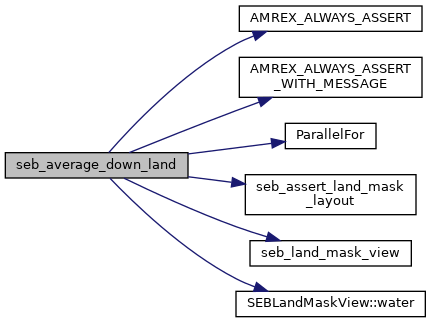 AMREX_ALWAYS_ASSERT
AMREX_ALWAYS_ASSERT
_WITH_MESSAGE
ParallelFor
seb_average_down_land
seb_assert_land_mask
_layout
seb_land_mask_view
SEBLandMaskView::water